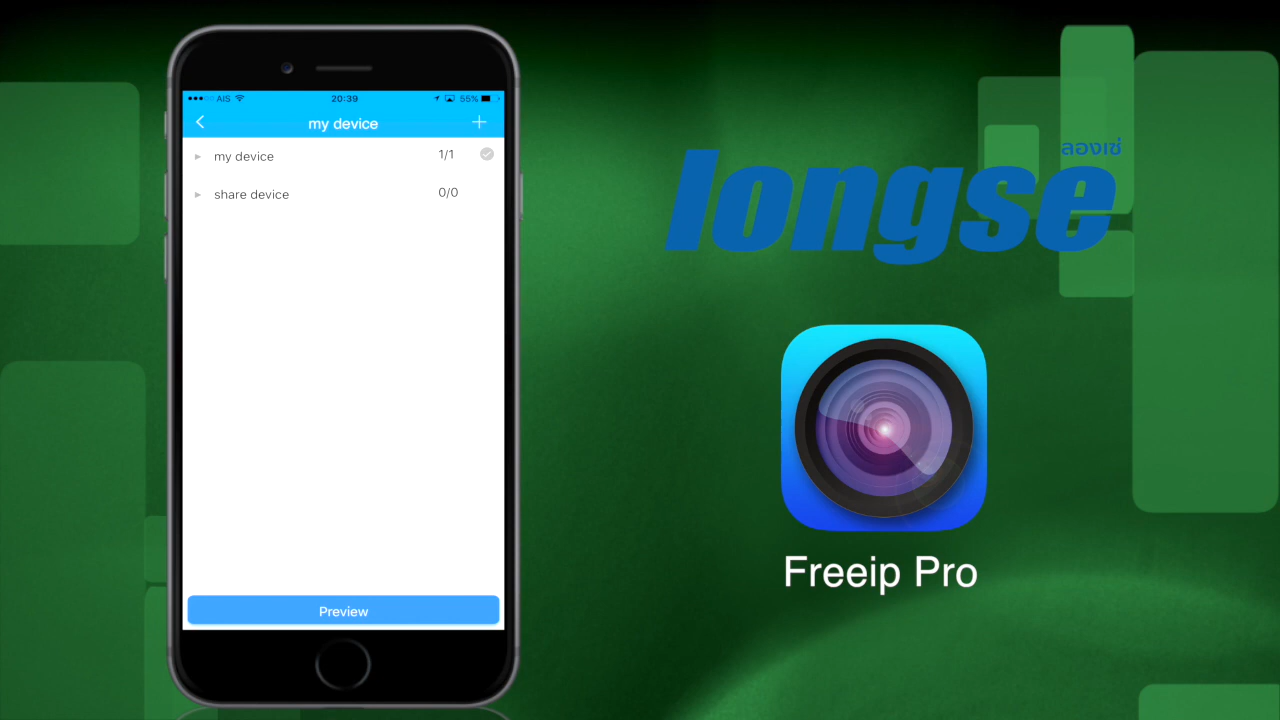 AIS 20:39 55%
my device
my device 1/1
share device 0/0
Preview
ลองเซ่
longse
Freeip Pro